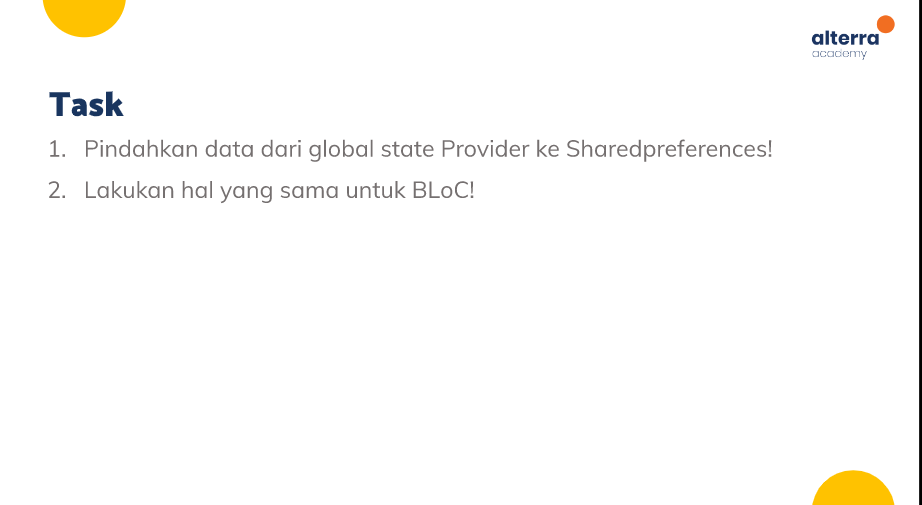 alterra
academy
Task
1. Pindahkan data dari global state Provider ke Sharedpreferences!
2. Lakukan hal yang sama untuk BLoC!